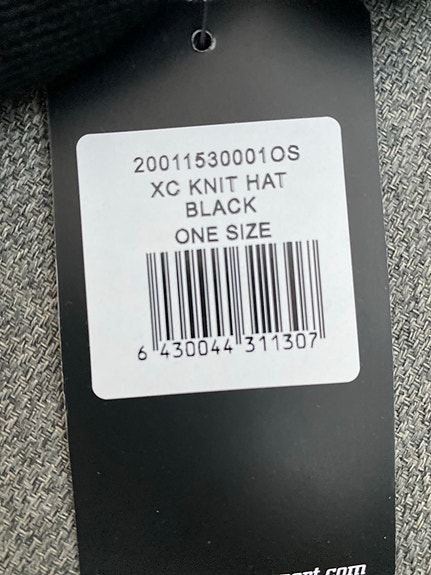 20011530001OS
XC KNIT HAT
BLACK
ONE SIZE
6 430044 311307